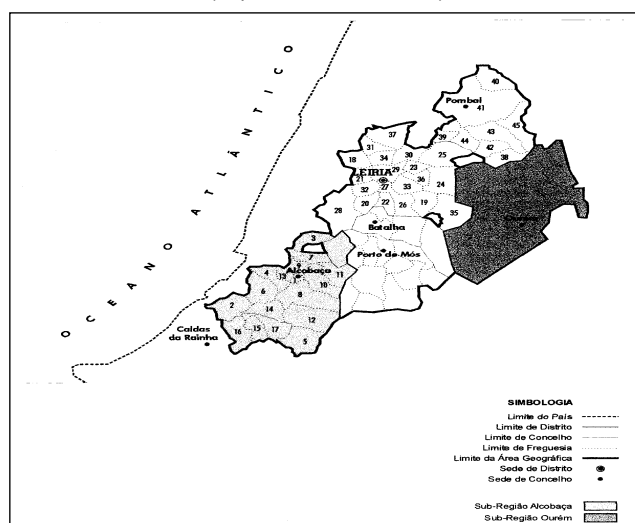 OCEANO ATLÂNTICO
40
Pombal
41
37
39
45
43
44
42
38
31
30
25
18
34
LEIRIA
29
23
21
27
36
24
32
33
20
22
26
19
28
35
Batalha
3
Porto de Mós
7
Alcobaça
4
13
11
10
6
8
2
14
12
16
15
17
5
Caldas
da Rainha
SIMBOLOGIA
Limite do País
Limite de Distrito
Limite de Concelho
Limite de Freguesia
Limite da Área Geográfica
Sede de Distrito
Sede de Concelho
Sub-Região Alcobaça
Sub-Região Ourém